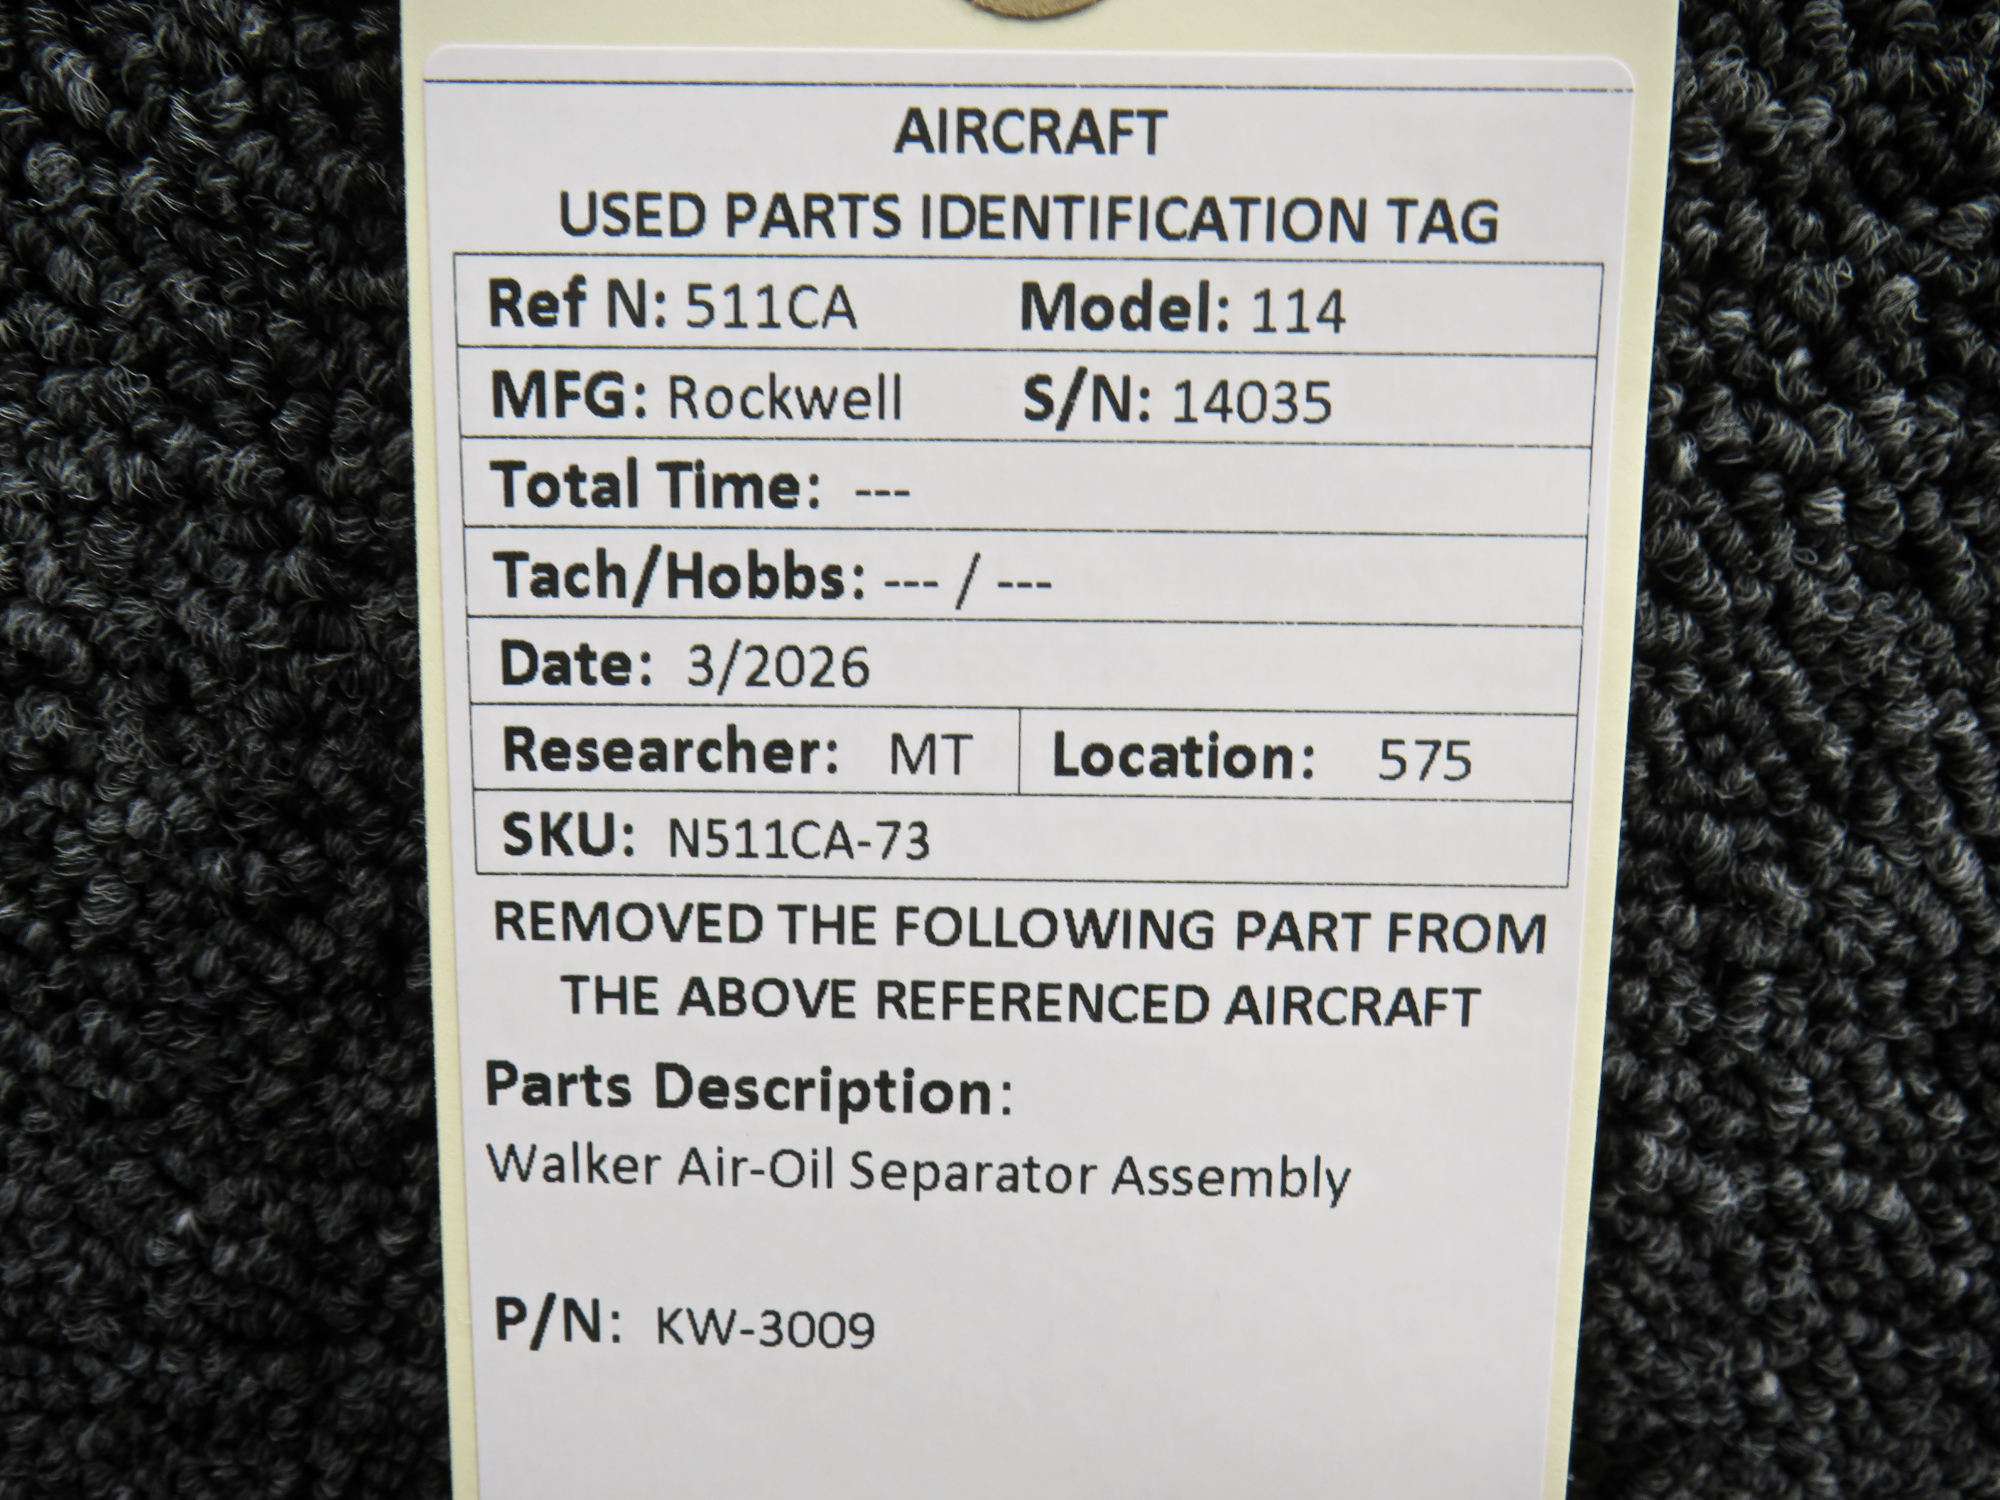 AIRCRAFT
USED PARTS IDENTIFICATION TAG
Ref N: 511CA Model: 114
MFG: Rockwell S/N: 14035
Total Time: ---
Tach/Hobbs: --- / ---
Date: 3/2026
Researcher: MT Location: 575
SKU: N511CA-73
REMOVED THE FOLLOWING PART FROM
THE ABOVE REFERENCED AIRCRAFT
Parts Description:
Walker Air-Oil Separator Assembly
P/N: KW-3009